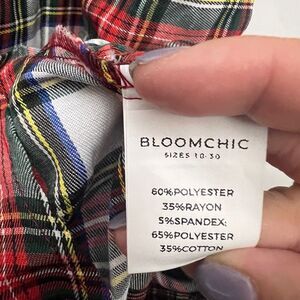 BLOOMCHIC
SIZES 10-30
60%POLYESTER
35%RAYON
5%SPANDEX;
65%POLYESTER
35%COTTON